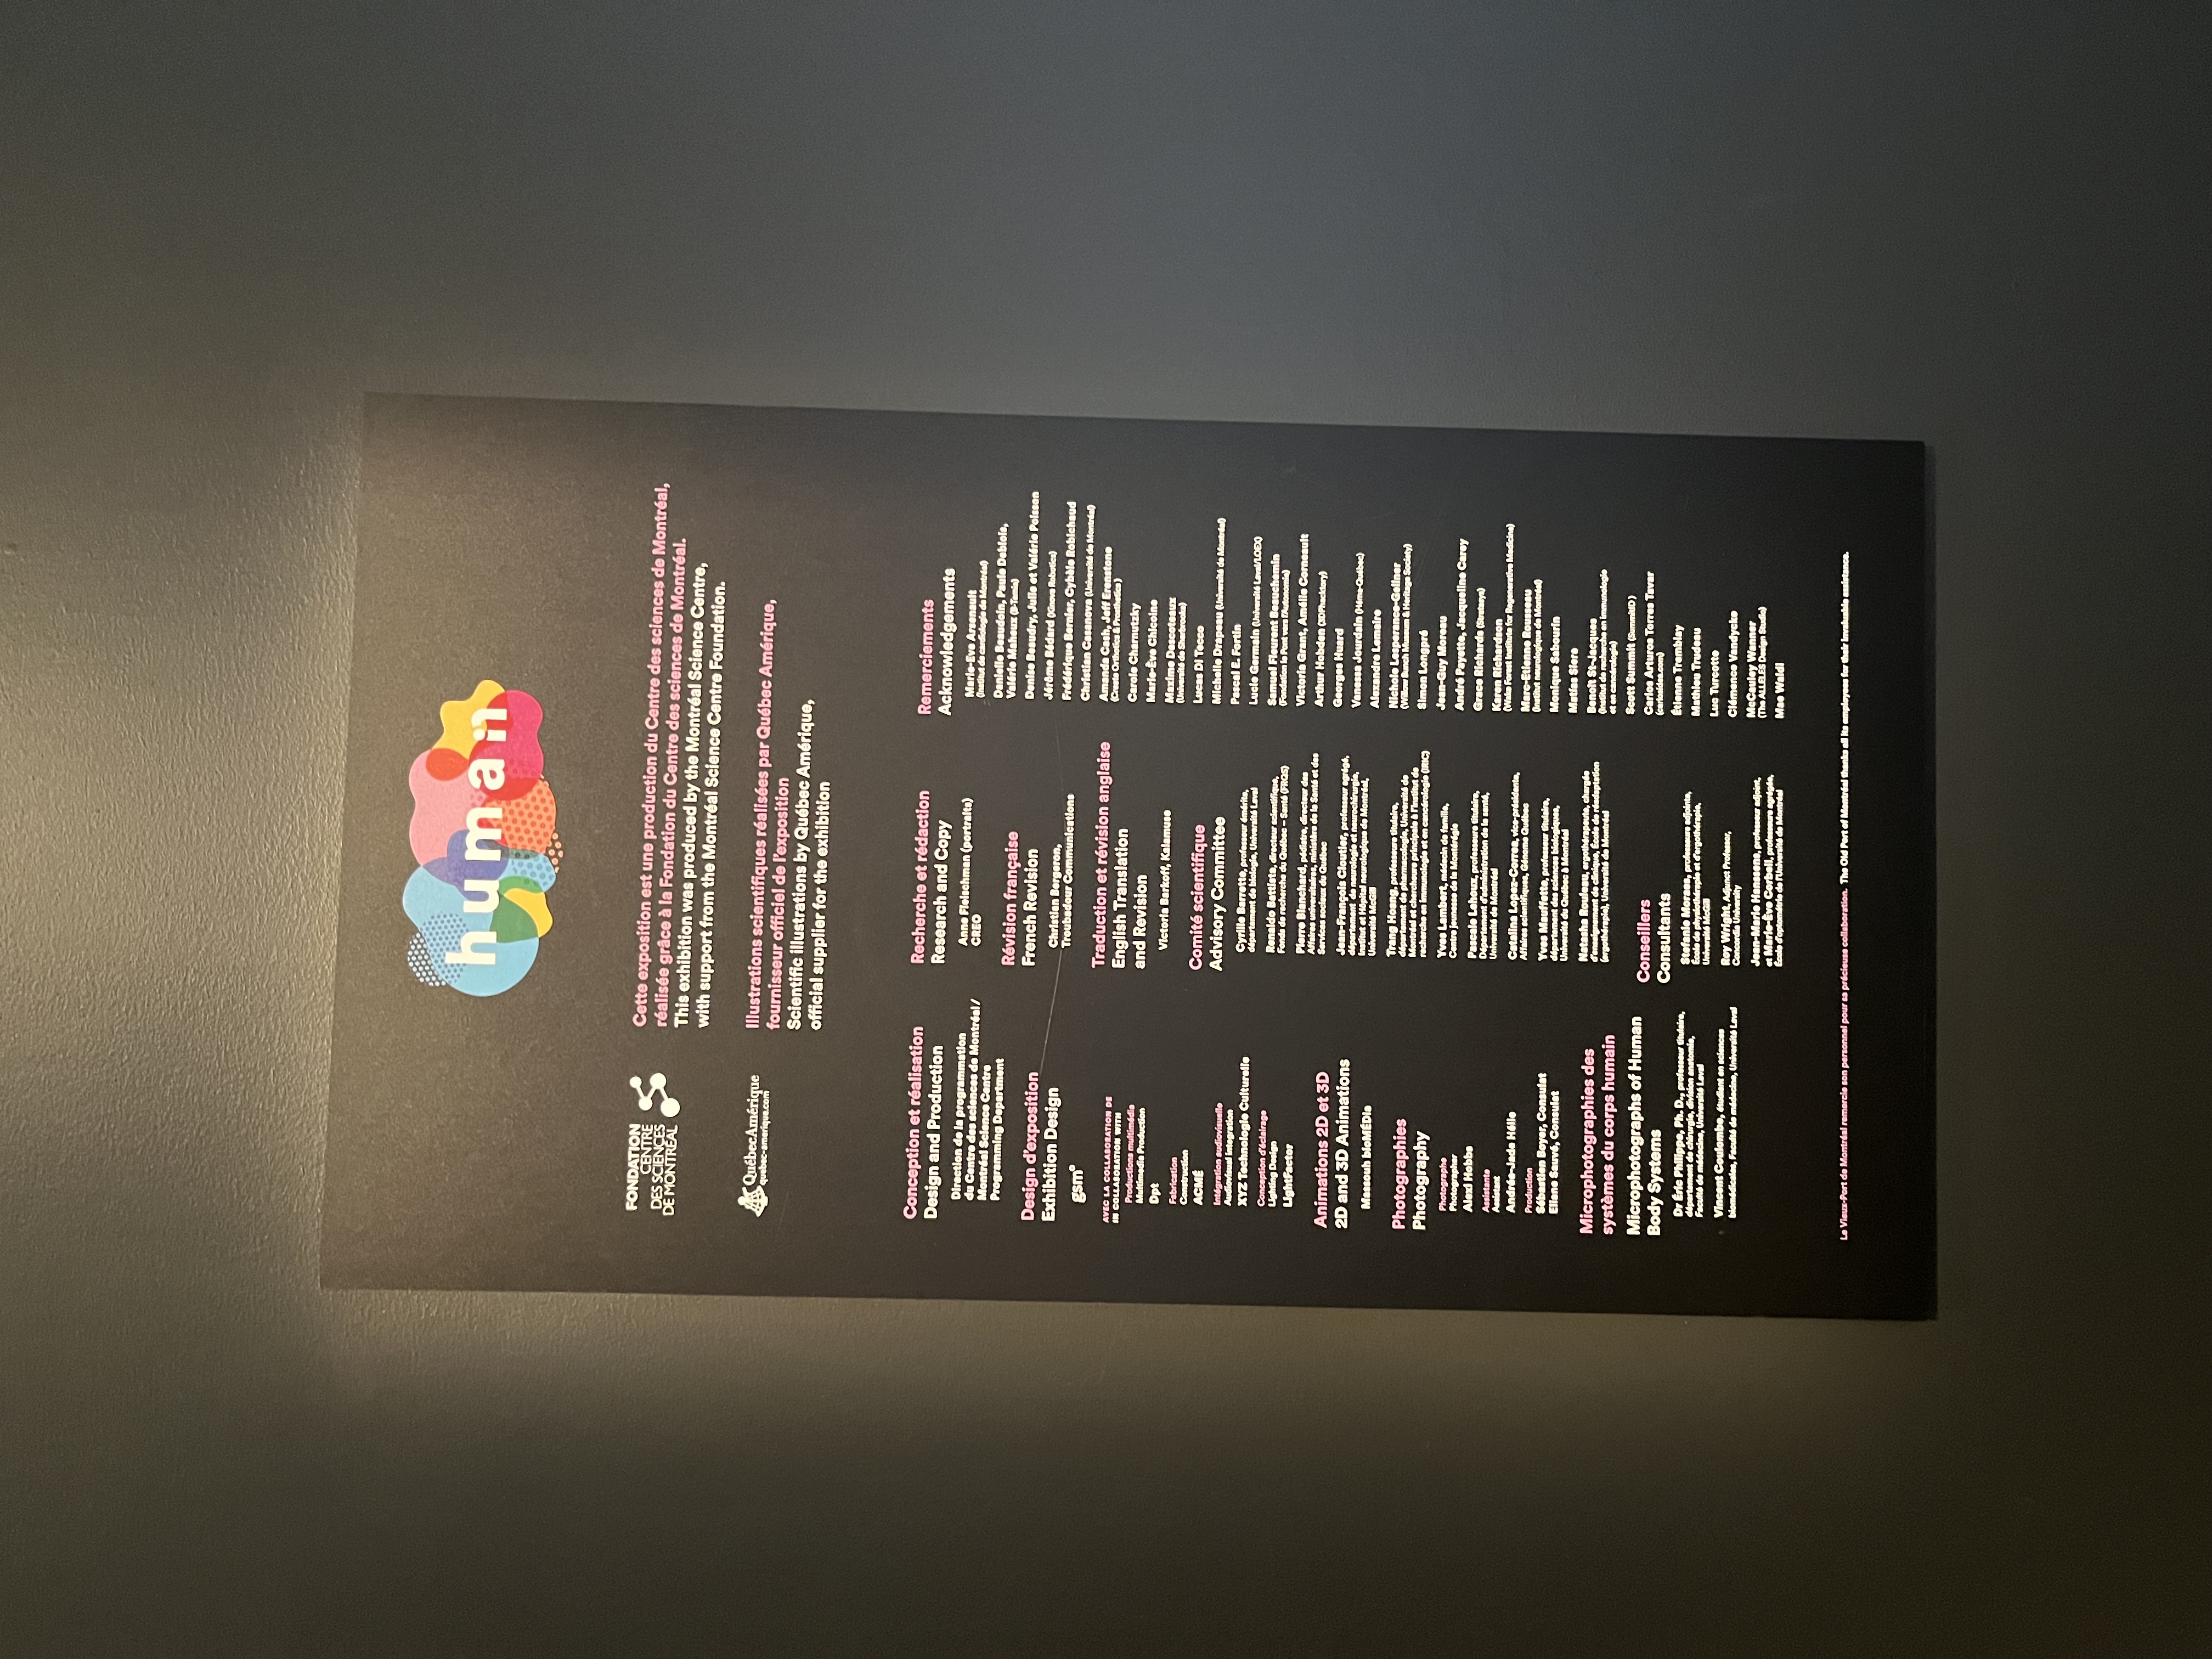 human
FONDATION
CENTRE
DES SCIENCES
DE MONTRÉAL
Cette exposition est une production du Centre des sciences de Montréal,
réalisée grâce à la Fondation du Centre des sciences de Montréal.
This exhibition was produced by the Montréal Science Centre,
with support from the Montréal Science Centre Foundation.
QuébecAmérique
quebec-amerique.com
Illustrations scientifiques réalisées par Québec Amérique,
fournisseur officiel de l'exposition
Scientific illustrations by Québec Amérique,
official supplier for the exhibition
Conception et réalisation
Design and Production
Direction de la programmation
du Centre des sciences de Montréal/
Montréal Science Centre
Programming Department
Design d'exposition
Exhibition Design
gsm°
AVEC LA COLLABORATION DE
IN COLLABORATION WITH
Productions multimédia
Multimedia Production
Dpt
Fabrication
Construction
ACMÉ
Intégration audiovisuelle
Audiovisual integration
XYZ Technologie Culturelle
Conception d'éclairage
Lighting Design
LightFactor
Animations 2D et 3D
2D and 3D Animations
Massouh bioMÉDia
Photographies
Photography
Photographe
Photographer
Alexi Hobbs
Assistante
Assistant
Andrée-Jade Hélie
Production
Sébastien Boyer, Consulat
Eliane Sauvé, Consulat
Microphotographies des
systèmes du corps humain
Microphotographs of Human
Body Systems
Dr Éric Philippe, Ph. D., professeur titulaire,
département de chirurgie, division anatomie,
Faculté de médecine, Université Laval
Vincent Coulombe, étudiant en sciences
biomédicales, Faculté de médecine, Université Laval
Recherche et rédaction
Research and Copy
Anne Fleischman (portraits)
CREO
Révision française
French Revision
Christian Bergeron,
Troubadour Communications
Traduction et révision anglaise
English Translation
and Revision
Victoria Barkoff, Kalamuse
Comité scientifique
Advisory Committee
Cyrille Barrette, professeur émérite,
département de biologie, Université Laval
Renaldo Battista, directeur scientifique,
Fonds de recherche du Québec – Santé (FRQS)
Pierre Blanchard, pédiatre, directeur des
Affaires universitaires, ministère de la Santé et des
Services sociaux du Québec
Jean-François Cloutier, professeur agrégé,
département de neurologie et neurochirurgie,
Institut et Hôpital neurologique de Montréal,
Université McGill
Trang Hoang, professeure titulaire,
département de pharmacologie, Université de
Montréal et chercheure principale à l'Institut de
recherche en immunologie et en cancérologie (IRIC)
Yves Lambert, médecin de famille,
Centre jeunesse de la Montérégie
Pascale Lehoux, professeure titulaire,
Département d'administration de la santé,
Université de Montréal
Catalina Lopez-Correa, vice-présidente,
Affaires scientifiques, Génome Québec
Yves Mauffette, professeur titulaire,
département des sciences biologiques,
Université du Québec à Montréal
Natasha Rouleau, ergothérapeute, chargée
d'enseignement de clinique, École de réadaptation
(ergothérapie), Université de Montréal
Conseillers
Consultants
Stefanie Moraes, professeure adjointe,
École de physiothérapie et d'ergothérapie,
Université McGill
Roy Wright, Adjunct Professor,
Concordia University
Jean-Marie Hanssens, professeur adjoint,
et Marie-Ève Corbeil, professeure agrégée,
École d'optométrie de l'Université de Montréal
Remerciements
Acknowledgements
Marie-Eve Arsenault
(Institut de cardiologie de Montréal)
Danielle Beaudoin, Paule Deblois,
Valérie Maheux (B-Temia)
Denise Beaudry, Julie et Valérie Poisson
Jérôme Bédard (Kinova Robotics)
Frédérique Bernier, Cybèle Robichaud
Christian Casanova (Université de Montréal)
Amanda Cash, Jeff Erenstone
(Create Orthotics & Prosthetics )
Carole Charnutzky
Marie-Ève Chicoine
Maxime Descoteaux
(Université de Sherbrooke)
Lucas Di Tecco
Michelle Drapeau (Université de Montréal)
Pascal E. Fortin
Lucie Germain (Université Laval/LOEX)
Samuel Fleurent Beauchemin
(Fondation le Pont vers l'Autonomie)
Victoria Grant, Amélie Corneault
Arthur Hobden (3DPhacktory)
Georges Huard
Vanessa Jourdain (Héma-Québec)
Alexandre Lemaire
Nichole Lesperance-Gellner
(Willow Bunch Museum & Heritage Society)
Simon Longpré
Jean-Guy Moreau
André Payette, Jacqueline Carey
Grace Richards (Stratasys)
Karen Richardson
(Wake Forest Institute for Regenerative Medicine)
Marc-Etienne Rousseau
(Institut neurologique de Montréal)
Monique Sabourin
Matias Siera
Benoît St-Jacques
(Institut de recherche en immunologie
et en cancérologie)
Scott Summit (SummitID )
Carlos Arturos Torres Tavar
(carlosidea.com)
Étienne Tremblay
Mathieu Trudeau
Luc Turcotte
Clémence Vandycke
McCauley Wanner
(The ALLELES Design Studio)
Mae Waldi
Le Vieux-Port de Montréal remercie son personnel pour sa précieuse collaboration. The Old Port of Montréal thanks all its employees for their invaluable assistance.